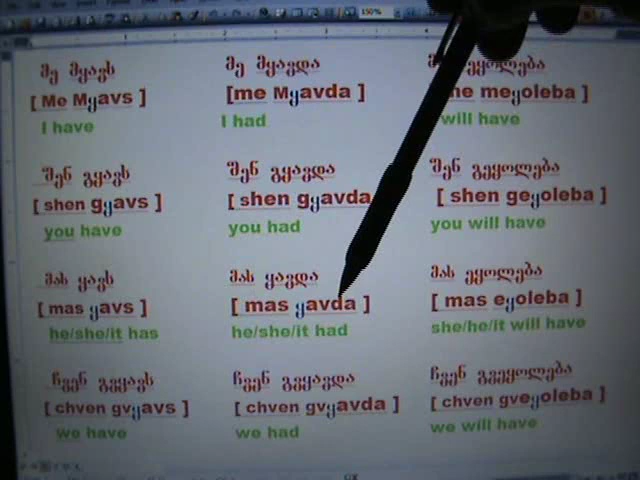 150%
მე მყავს
[ Me Mყavs ]
I have
მე მყავდა
[me Mყavda ]
I had
მეყოლება
meყoleba ]
will have
შენ გყავს
[ shen gყavs ]
you have
შენ გყავდა
[ shen gყavda
you had
შენ გეყოლება
[ shen geყoleba ]
you will have
მას ყავს
[ mas ყavs ]
he/she/it has
მას ყავდა
[ mas ყavda ]
he/she/it had
მას ეყოლება
[ mas eყoleba ]
she/he/it will have
ჩვენ გვყავს
[ chven gvყavs ]
we have
ჩვენ გვყავდა
[ chven gvყavda ]
we had
ჩვენ გვეყოლება
[ chven gveყoleba ]
we will have